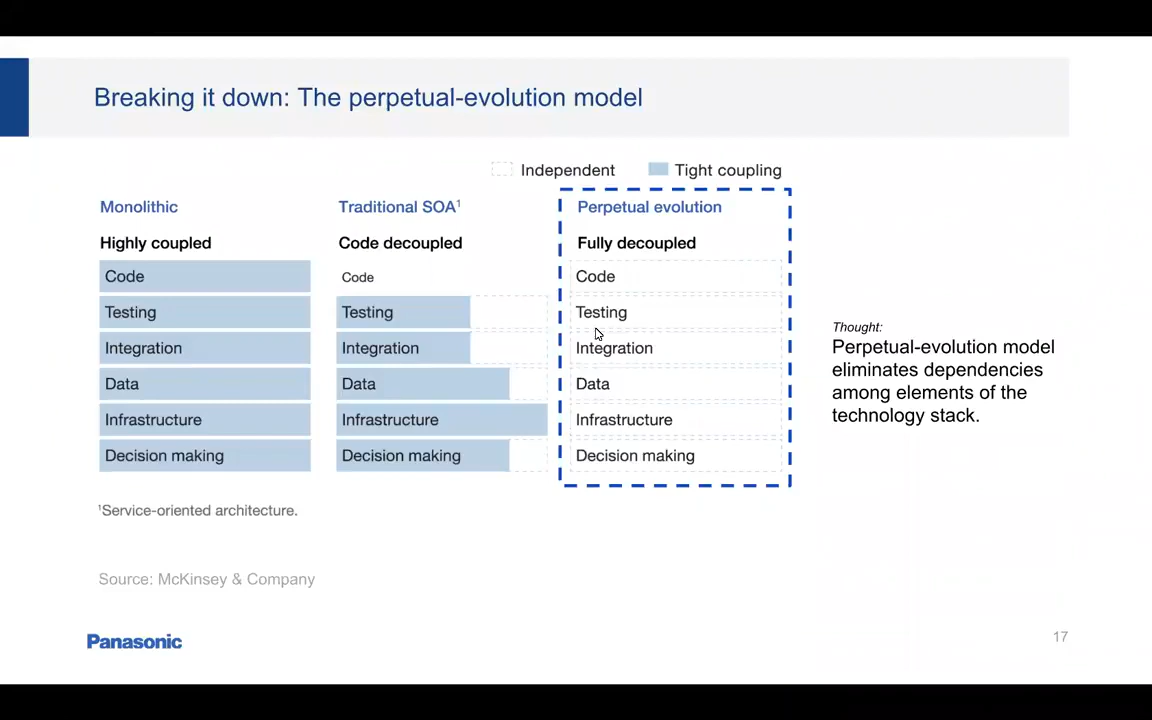 Breaking it down: The perpetual-evolution model
Independent
Tight coupling
Monolithic
Highly coupled
Code
Testing
Integration
Data
Infrastructure
Decision making
Traditional SOA¹
Code decoupled
Code
Testing
Integration
Data
Infrastructure
Decision making
Perpetual evolution
Fully decoupled
Code
Testing
Integration
Data
Infrastructure
Decision making
Thought:
Perpetual-evolution model
eliminates dependencies
among elements of the
technology stack.
¹Service-oriented architecture.
Source: McKinsey & Company
Panasonic
17